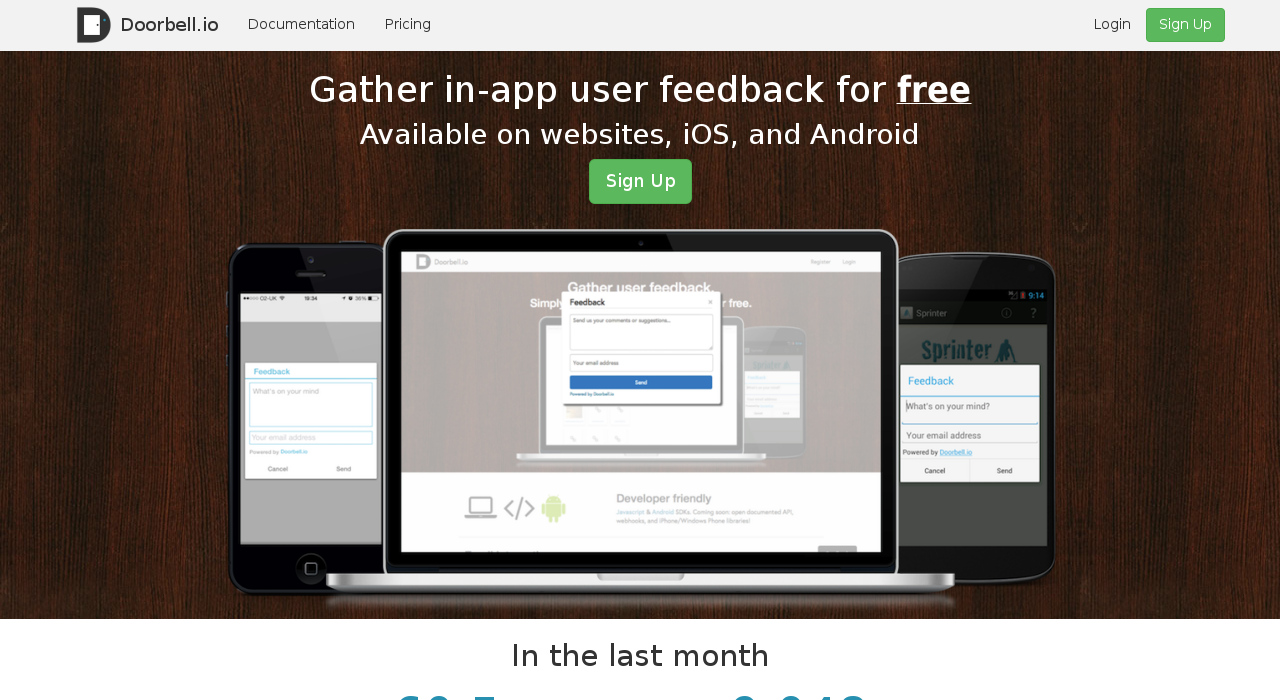 Doorbell.io Documentation Pricing Login Sign Up
Gather in-app user feedback for free
Available on websites, iOS, and Android
Sign Up
O2-UK 19:34 36%
Feedback
What's on your mind
Your email address
Powered by Doorbell.io
Cancel Send
Doorbell.io Register Login
Gather user feedback.
Simply free.
Feedback
Send us your comments or suggestions...
Your email address
Send
Powered by Doorbell.io
Developer friendly
Javascript & Android SDKs. Coming soon: open documented API,
webhooks, and iPhone/Windows Phone libraries!
9:14
Sprinter ?
Sprinter
Feedback
What's on your mind?
Your email address
Powered by Doorbell.io
Cancel Send
In the last month